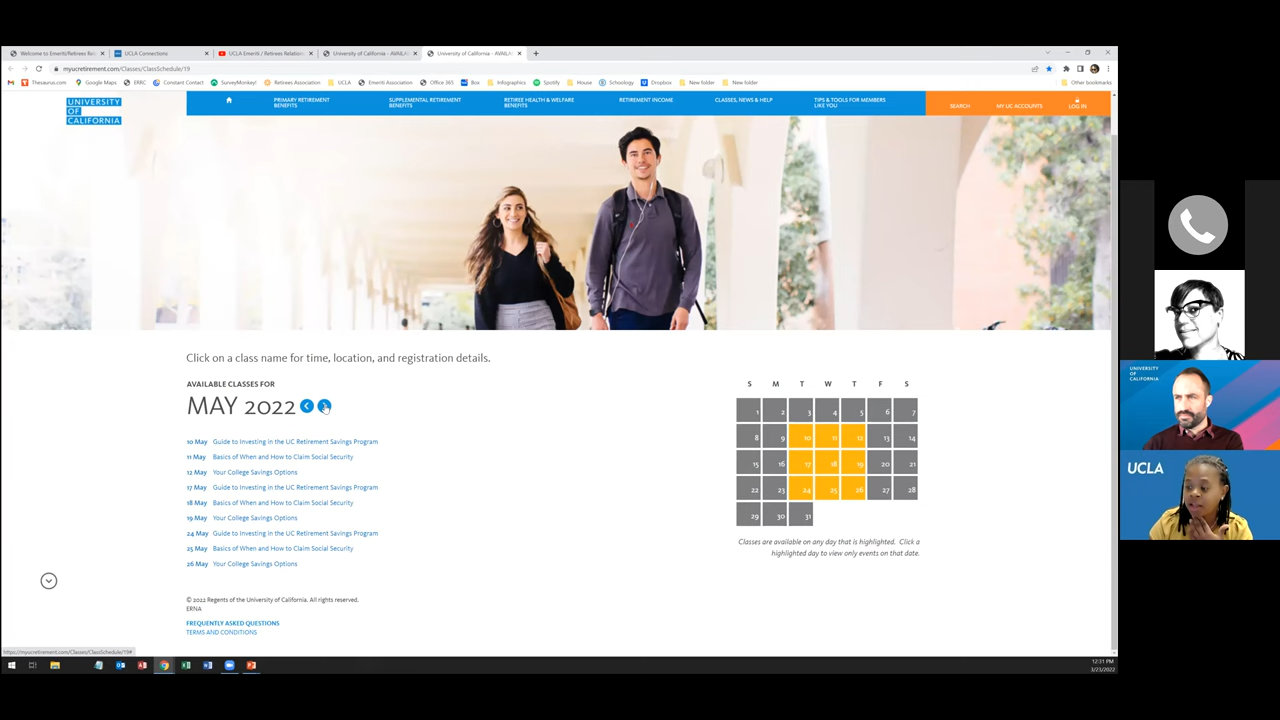 Welcome to Emeriti/Retirees Rel
UCLA Connections
UCLA Emeriti / Retirees Relation
University of California - AVAILA
University of California - AVAILA
myucretirement.com/Classes/ClassSchedule/19
Thesaurus.com
Google Maps
ERRC
Constant Contact
SurveyMonkey!
Retirees Association
UCLA
Emeriti Association
Office 365
Box
Infographics
Spotify
House
Schoology
Dropbox
New folder
New folder
Other bookmarks
UNIVERSITY
OF
CALIFORNIA
PRIMARY RETIREMENT
BENEFITS
SUPPLEMENTAL RETIREMENT
BENEFITS
RETIREE HEALTH & WELFARE
BENEFITS
RETIREMENT INCOME
CLASSES, NEWS & HELP
TIPS & TOOLS FOR MEMBERS
LIKE YOU
SEARCH
MY UC ACCOUNTS
LOG IN
Click on a class name for time, location, and registration details.
AVAILABLE CLASSES FOR
MAY 2022
10 May Guide to Investing in the UC Retirement Savings Program
11 May Basics of When and How to Claim Social Security
12 May Your College Savings Options
17 May Guide to Investing in the UC Retirement Savings Program
18 May Basics of When and How to Claim Social Security
19 May Your College Savings Options
24 May Guide to Investing in the UC Retirement Savings Program
25 May Basics of When and How to Claim Social Security
26 May Your College Savings Options
S M T W T F S
1 2 3 4 5 6 7
8 9 10 11 12 13 14
15 16 17 18 19 20 21
22 23 24 25 26 27 28
29 30 31
Classes are available on any day that is highlighted. Click a
highlighted day to view only events on that date.
© 2022 Regents of the University of California. All rights reserved.
ERNA
FREQUENTLY ASKED QUESTIONS
TERMS AND CONDITIONS
https://myucretirement.com/Classes/ClassSchedule/19#
12:31 PM
3/23/2022
UNIVERSITY
OF
CALIFORNIA
UCLA